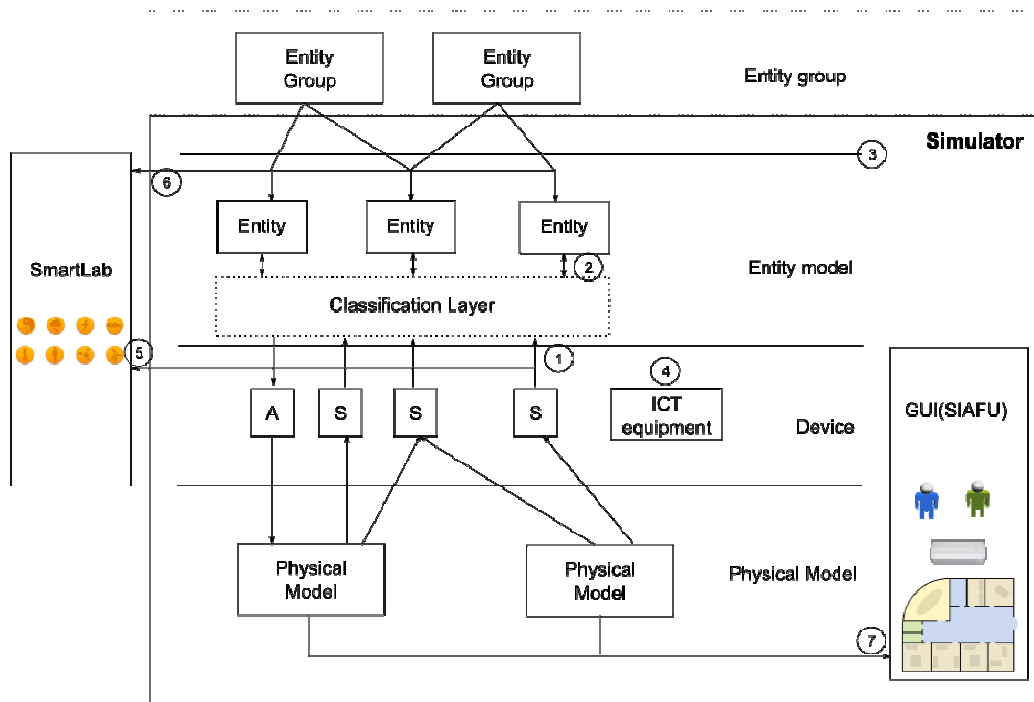 Entity
Group
Entity
Group
Entity group
Simulator
3
6
Entity
Entity
Entity
2
SmartLab
Entity model
Classification Layer
5
1
4
A
S
S
S
ICT
equipment
Device
GUI(SIAFU)
Physical
Model
Physical
Model
Physical Model
7